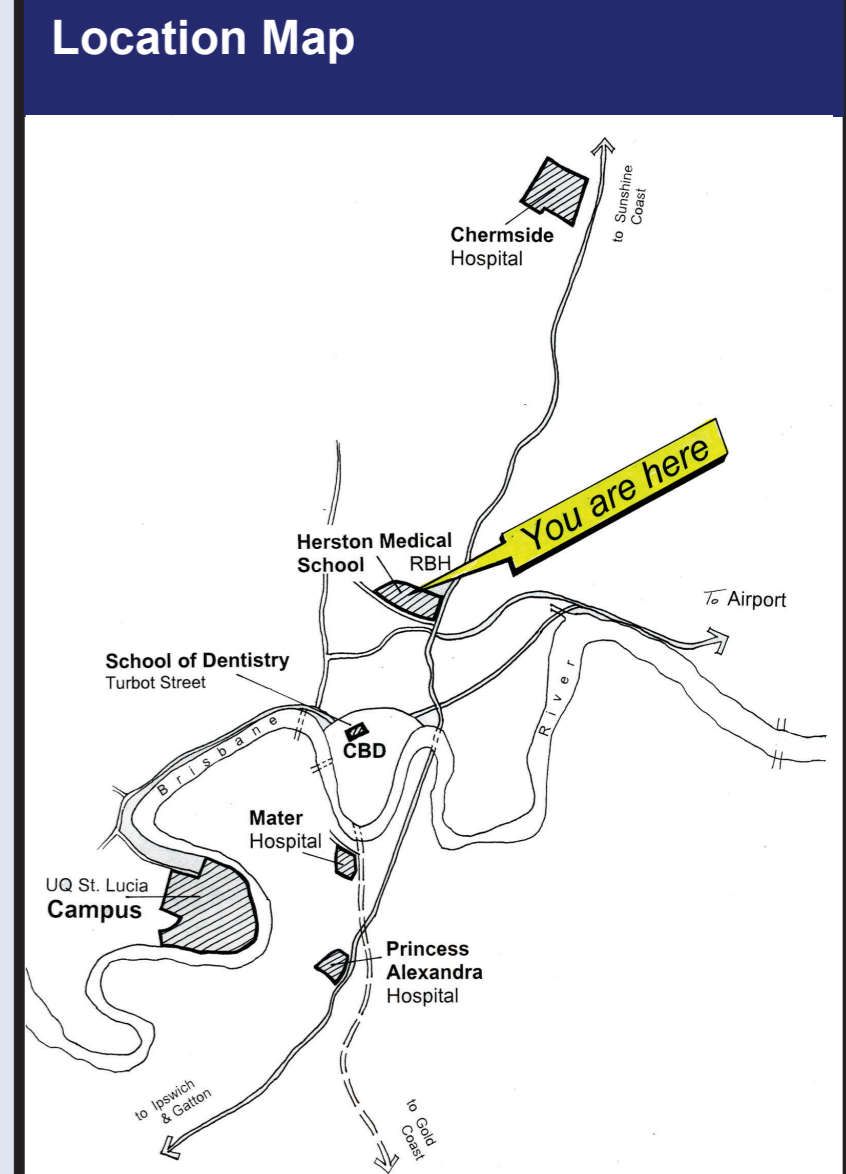 Location Map
to Sunshine
Coast
Chermside
Hospital
You are here
Herston Medical
School RBH
To Airport
School of Dentistry
Turbot Street
Brisbane
River
CBD
Mater
Hospital
UQ St. Lucia
Campus
Princess
Alexandra
Hospital
to Ipswich
& Gatton
to Gold
Coast